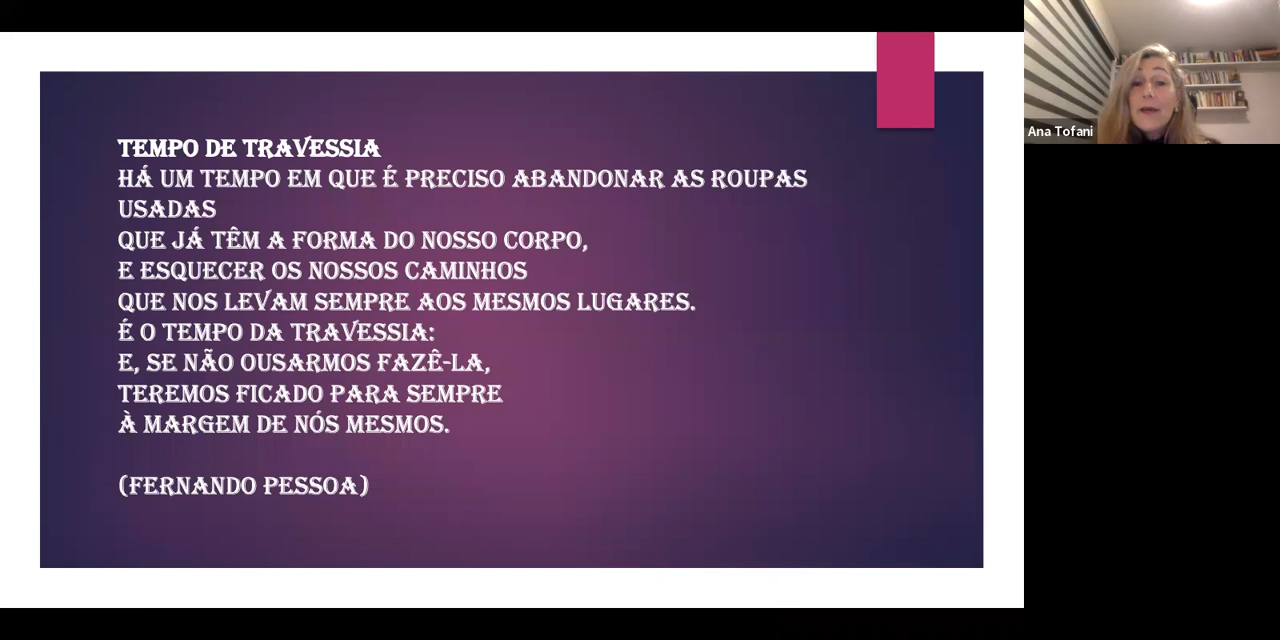 TEMPO DE TRAVESSIA
HÁ UM TEMPO EM QUE É PRECISO ABANDONAR AS ROUPAS
USADAS
QUE JÁ TÊM A FORMA DO NOSSO CORPO,
E ESQUECER OS NOSSOS CAMINHOS
QUE NOS LEVAM SEMPRE AOS MESMOS LUGARES.
É O TEMPO DA TRAVESSIA:
E, SE NÃO OUSARMOS FAZÊ-LA,
TEREMOS FICADO PARA SEMPRE
À MARGEM DE NÓS MESMOS.
(FERNANDO PESSOA)
Ana Tofani